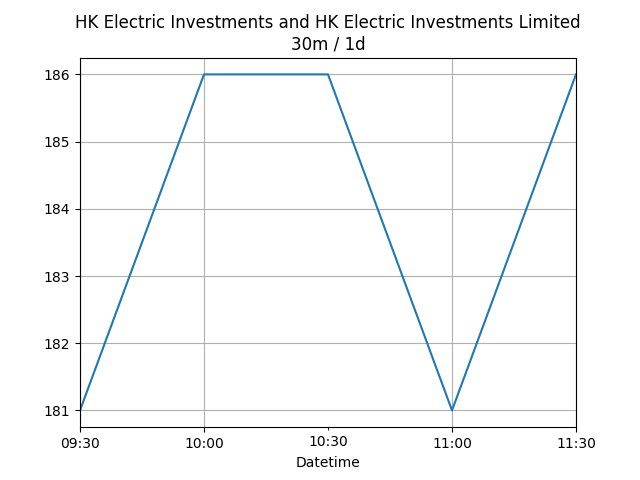 HK Electric Investments and HK Electric Investments Limited
30m / 1d
186
185
184
183
182
181
09:30 10:00 10:30 11:00 11:30
Datetime